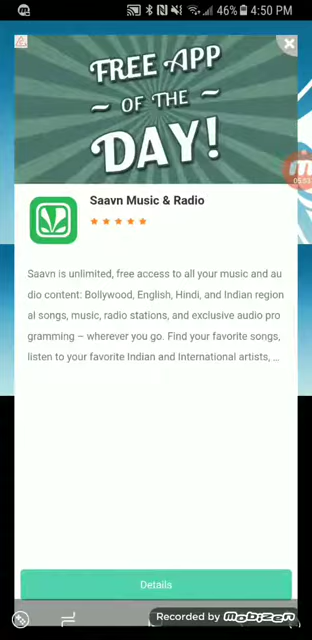 46% 4:50 PM
FREE APP
~ OF THE ~
DAY!
Saavn Music & Radio
Saavn is unlimited, free access to all your music and au
dio content: Bollywood, English, Hindi, and Indian region
al songs, music, radio stations, and exclusive audio pro
gramming – wherever you go. Find your favorite songs,
listen to your favorite Indian and International artists, ...
Details
Recorded by mobizen